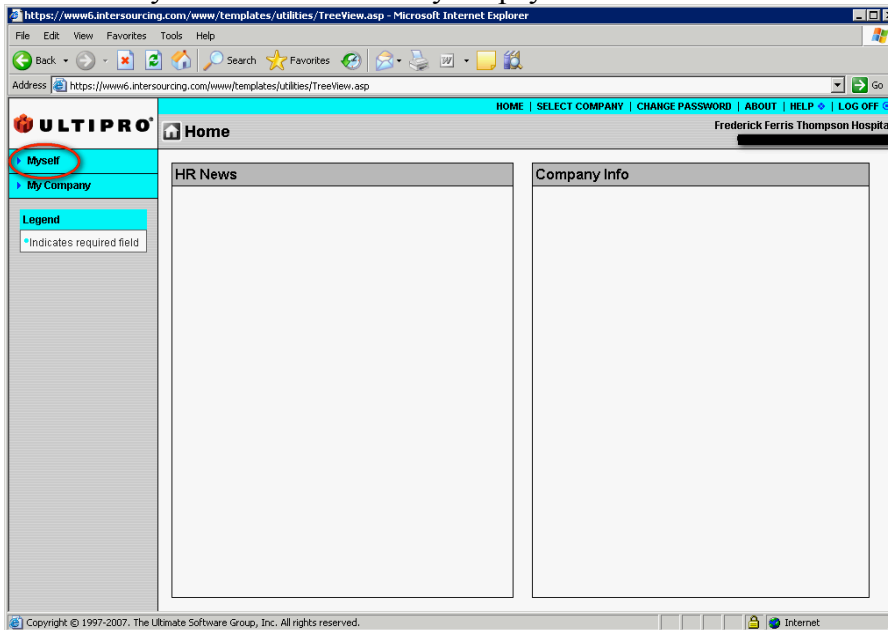 https://www6.intersourcing.com/www/templates/utilities/TreeView.asp - Microsoft Internet Explorer
File Edit View Favorites Tools Help
Back Search Favorites
Address https://www6.intersourcing.com/www/templates/utilities/TreeView.asp Go
HOME | SELECT COMPANY | CHANGE PASSWORD | ABOUT | HELP | LOG OFF
ULTIPRO® Home Frederick Ferris Thompson Hospita
Myself
My Company
HR News Company Info
Legend
•Indicates required field
Copyright © 1997-2007. The Ultimate Software Group, Inc. All rights reserved. Internet